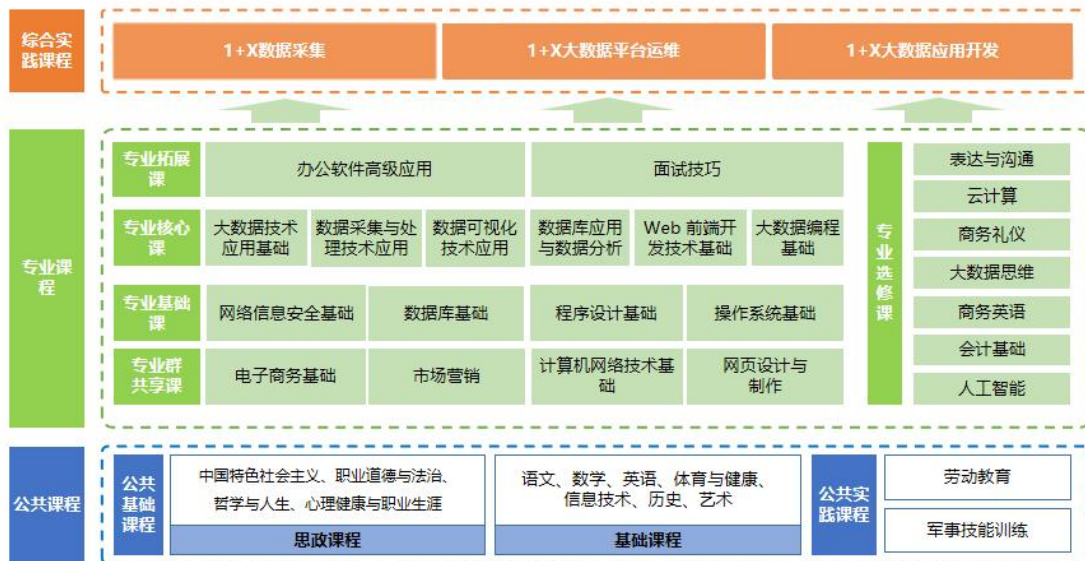 综合实
践课程
1+X数据采集
1+X大数据平台运维
1+X大数据应用开发
专业课
程
专业拓展
课
办公软件高级应用
面试技巧
专业核心
课
大数据技术
应用基础
数据采集与处
理技术应用
数据可视化
技术应用
数据库应用
与数据分析
Web 前端开
发技术基础
大数据编程
基础
专业基础
课
网络信息安全基础
数据库基础
程序设计基础
操作系统基础
专业群
共享课
电子商务基础
市场营销
计算机网络技术基
础
网页设计与
制作
专
业
选
修
课
表达与沟通
云计算
商务礼仪
大数据思维
商务英语
会计基础
人工智能
公共课程
公共
基础
课程
中国特色社会主义、职业道德与法治、
哲学与人生、心理健康与职业生涯
思政课程
语文、数学、英语、体育与健康、
信息技术、历史、艺术
基础课程
公共实
践课程
劳动教育
军事技能训练